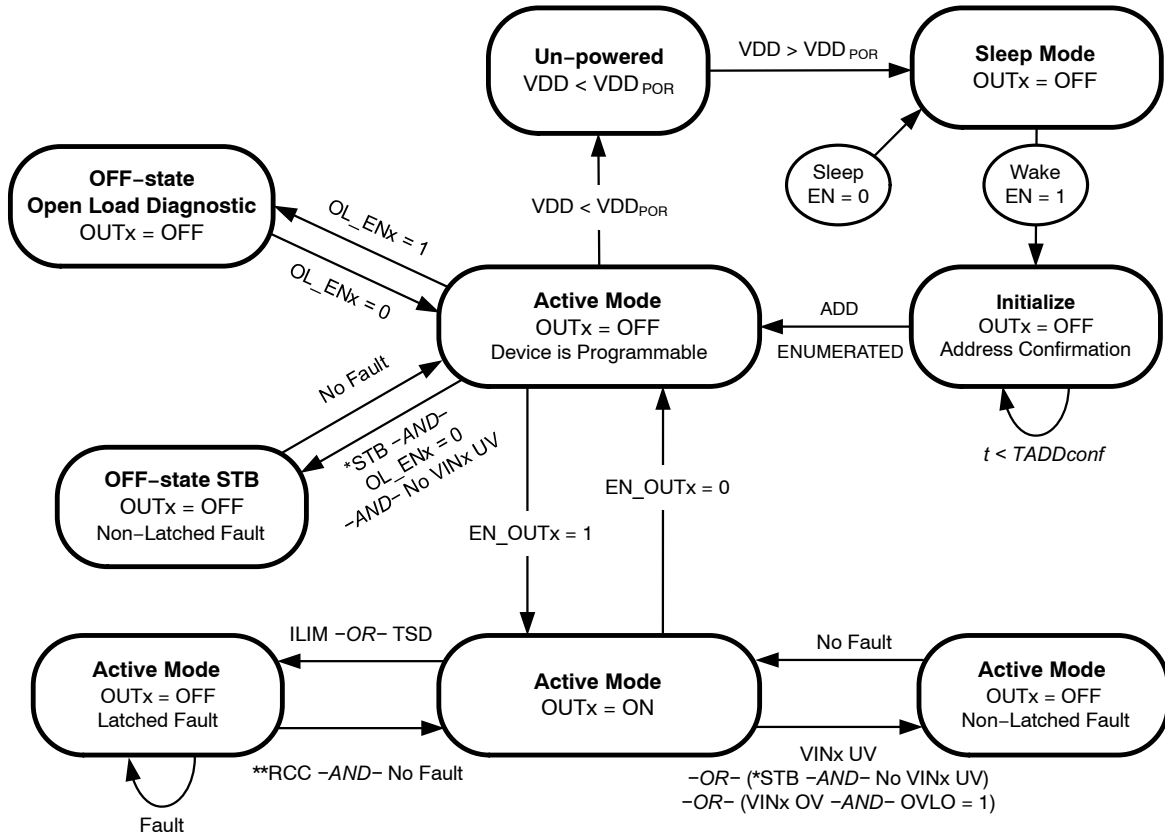 Un-powered
VDD < VDD POR
VDD > VDD POR
Sleep Mode
OUTx = OFF
Sleep
EN = 0
Wake
EN = 1
OFF−state
Open Load Diagnostic
OUTx = OFF
OL_ENx = 1
OL_ENx = 0
VDD < VDDPOR
Active Mode
OUTx = OFF
Device is Programmable
ADD
ENUMERATED
Initialize
OUTx = OFF
Address Confirmation
t < TADDconf
No Fault
*STB −AND−
OL_ENx = 0
−AND− No VINx UV
OFF−state STB
OUTx = OFF
Non−Latched Fault
EN_OUTx = 1
EN_OUTx = 0
ILIM −OR− TSD
Active Mode
OUTx = OFF
Latched Fault
**RCC −AND− No Fault
Fault
Active Mode
OUTx = ON
No Fault
Active Mode
OUTx = OFF
Non−Latched Fault
VINx UV
−OR− (*STB −AND− No VINx UV)
−OR− (VINx OV −AND− OVLO = 1)